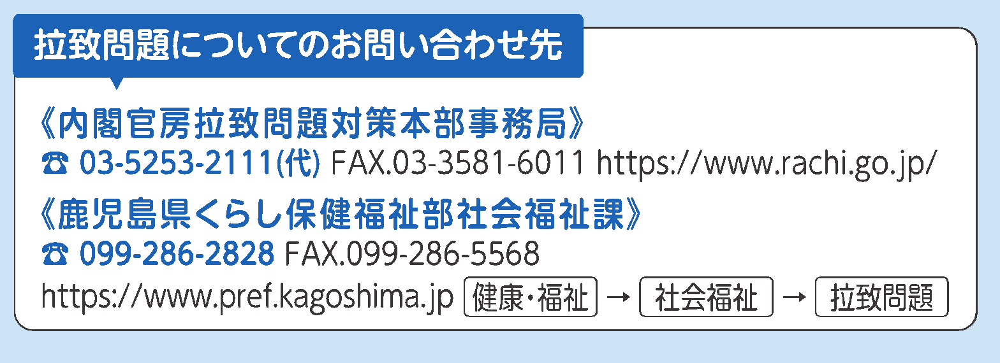 拉致問題についてのお問い合わせ先
《内閣官房拉致問題対策本部事務局》
☎ 03-5253-2111(代) FAX.03-3581-6011 https://www.rachi.go.jp/
《鹿児島県くらし保健福祉部社会福祉課》
☎ 099-286-2828 FAX.099-286-5568
https://www.pref.kagoshima.jp 健康・福祉 → 社会福祉 → 拉致問題